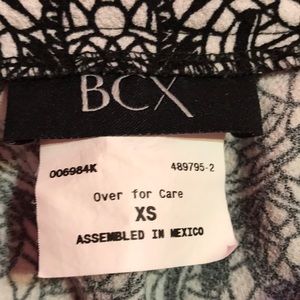 BCX
006984K 489795-2
Over for Care
XS
ASSEMBLED IN MEXICO